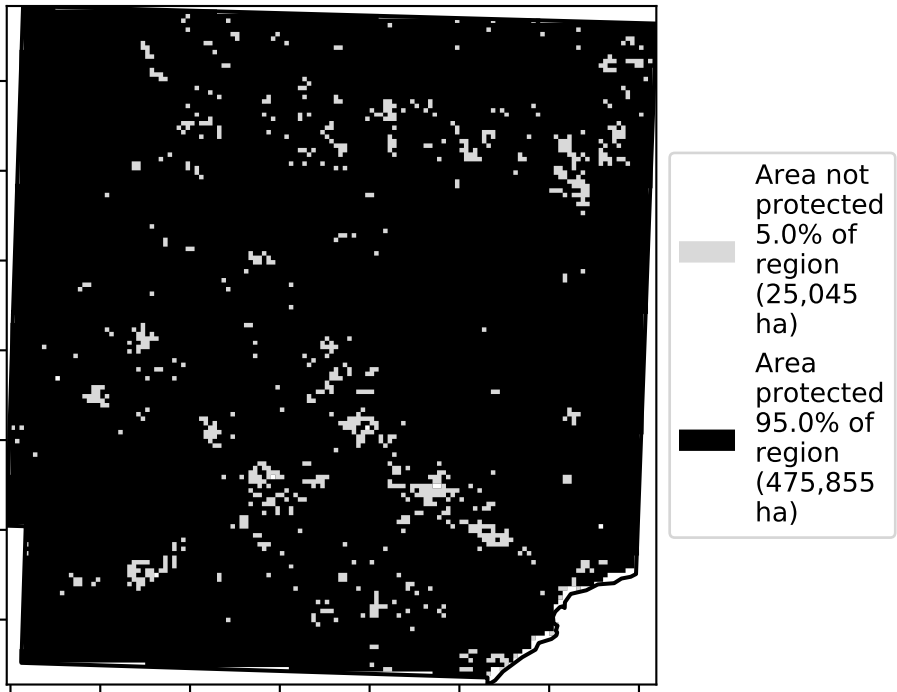 Area not
protected
5.0% of
region
(25,045
ha)
Area
protected
95.0% of
region
(475,855
ha)